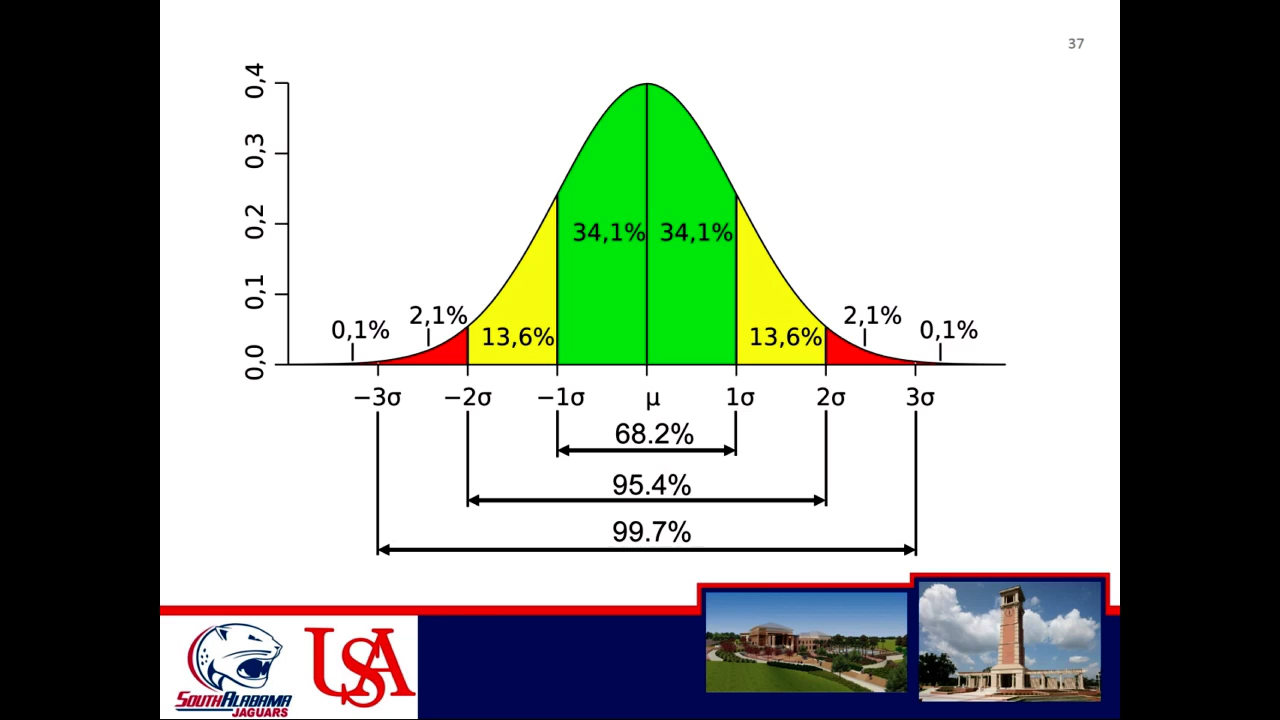 37
0,4
0,3
0,2
0,1
0,0
34,1% 34,1%
0,1% 2,1% 13,6% 13,6% 2,1% 0,1%
−3σ −2σ −1σ μ 1σ 2σ 3σ
68.2%
95.4%
99.7%
SOUTH ALABAMA
JAGUARS
USA